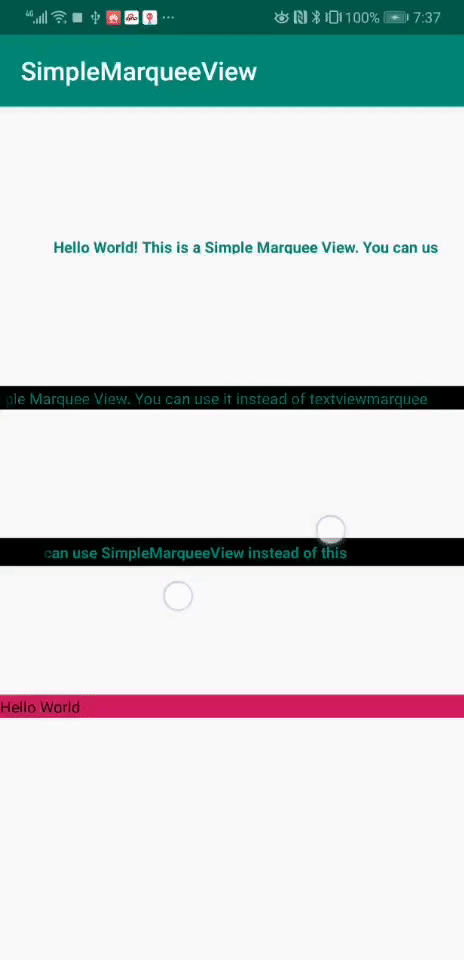 4G 100% 7:37
SimpleMarqueeView
Hello World! This is a Simple Marquee View. You can us
ple Marquee View. You can use it instead of textviewmarquee
can use SimpleMarqueeView instead of this
Hello World